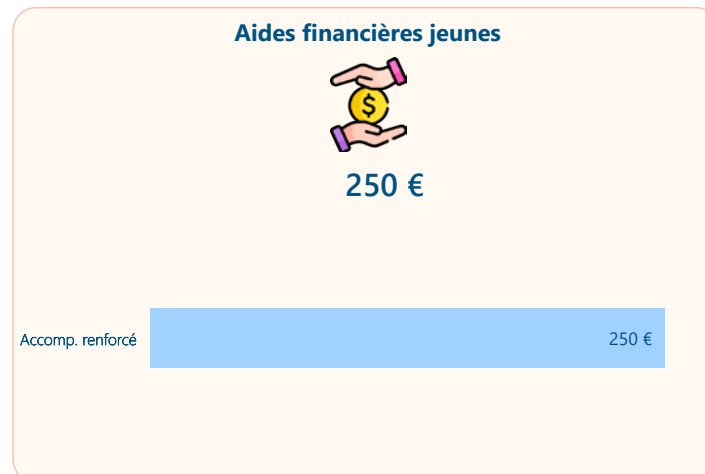 Aides financières jeunes
$
250 €
Accomp. renforcé
250 €